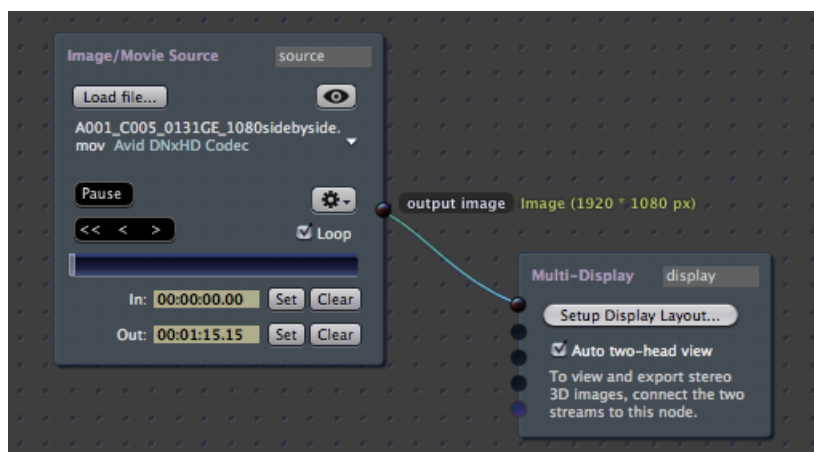 Image/Movie Source source
Load file...
A001_C005_0131GE_1080sidebyside.
mov Avid DNxHD Codec
Pause
<< < >
Loop
In: 00:00:00.00 Set Clear
Out: 00:01:15.15 Set Clear
output image Image (1920 * 1080 px)
Multi-Display display
Setup Display Layout...
Auto two-head view
To view and export stereo
3D images, connect the two
streams to this node.